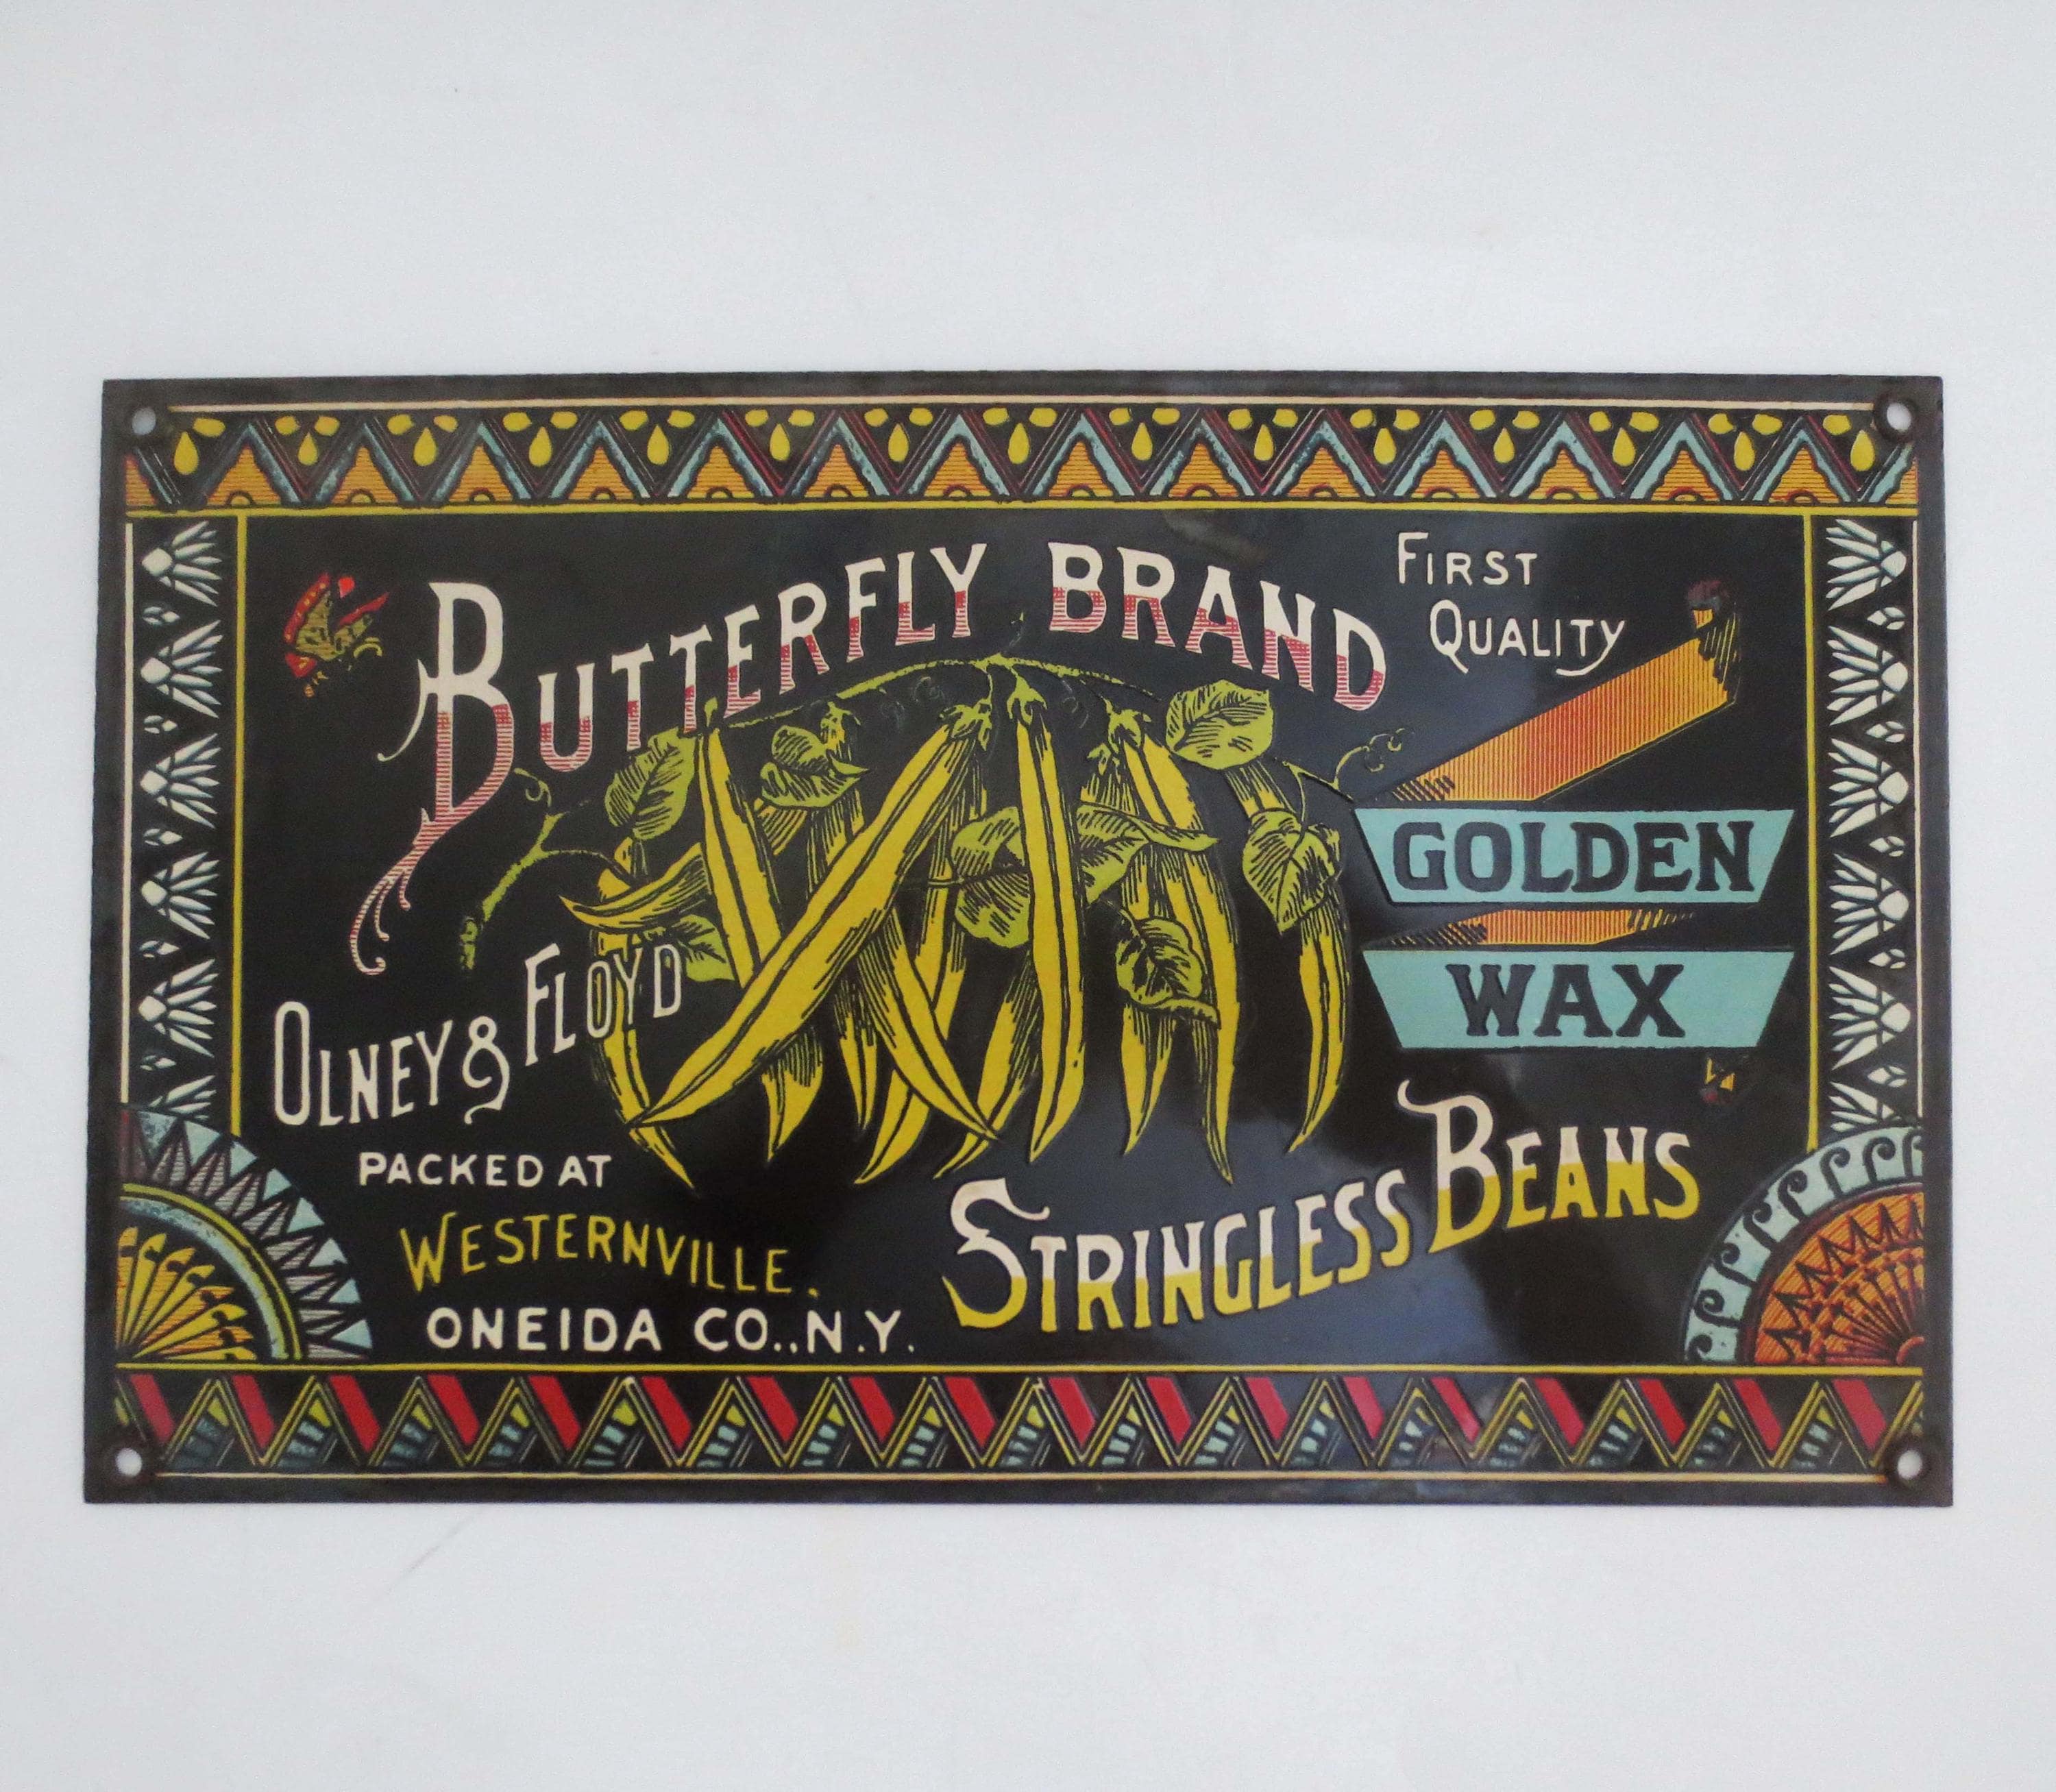 BUTTERFLY BRAND
FIRST
QUALITY
GOLDEN
WAX
OLNEY & FLOYD
PACKED AT
WESTERNVILLE.
ONEIDA CO., N.Y.
STRINGLESS BEANS